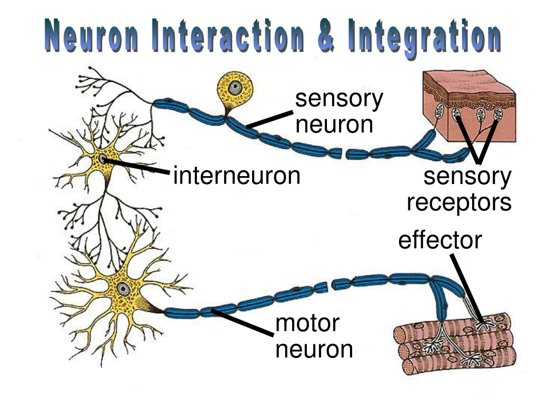 Neuron Interaction & Integration
sensory
neuron
interneuron
sensory
receptors
effector
motor
neuron